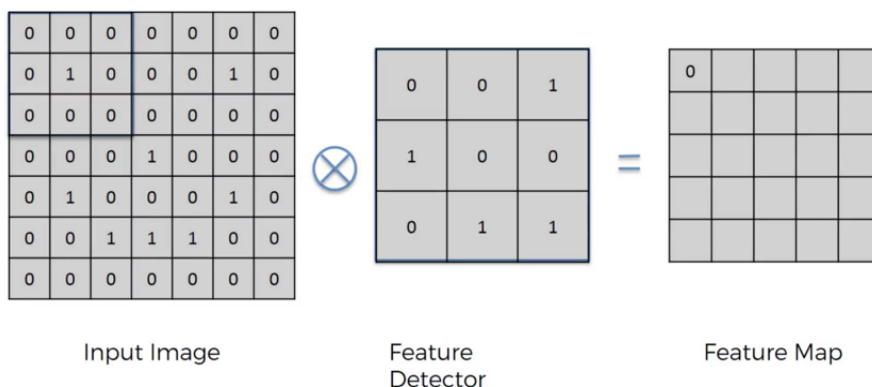 0 0 0 0 0 0 0
0 1 0 0 0 1 0
0 0 0 0 0 0 0
0 0 0 1 0 0 0
0 1 0 0 0 1 0
0 0 1 1 1 0 0
0 0 0 0 0 0 0
0 0 1
1 0 0
0 1 1
=
0
Input Image
Feature
Detector
Feature Map